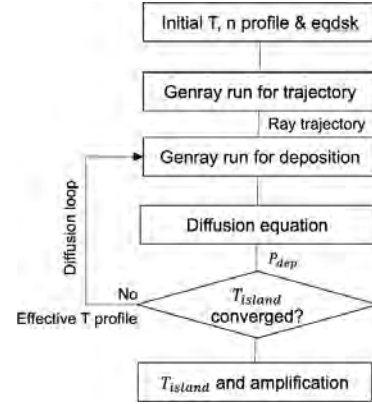 Initial T, n profile & eqdsk
Genray run for trajectory
Ray trajectory
Genray run for deposition
Diffusion loop
Diffusion equation
P_dep
No
T_island
converged?
Effective T profile
T_island and amplification